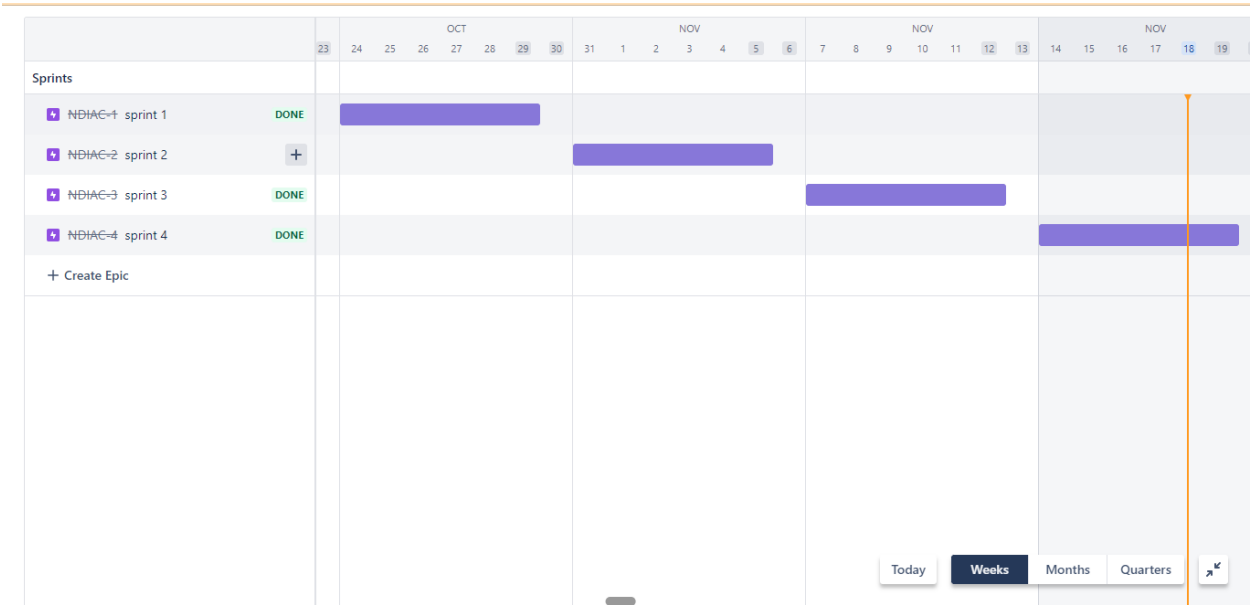 OCT NOV NOV NOV
23 24 25 26 27 28 29 30 31 1 2 3 4 5 6 7 8 9 10 11 12 13 14 15 16 17 18 19
Sprints
NDIAC-1 sprint 1 DONE
NDIAC-2 sprint 2 +
NDIAC-3 sprint 3 DONE
NDIAC-4 sprint 4 DONE
+ Create Epic
Today Weeks Months Quarters